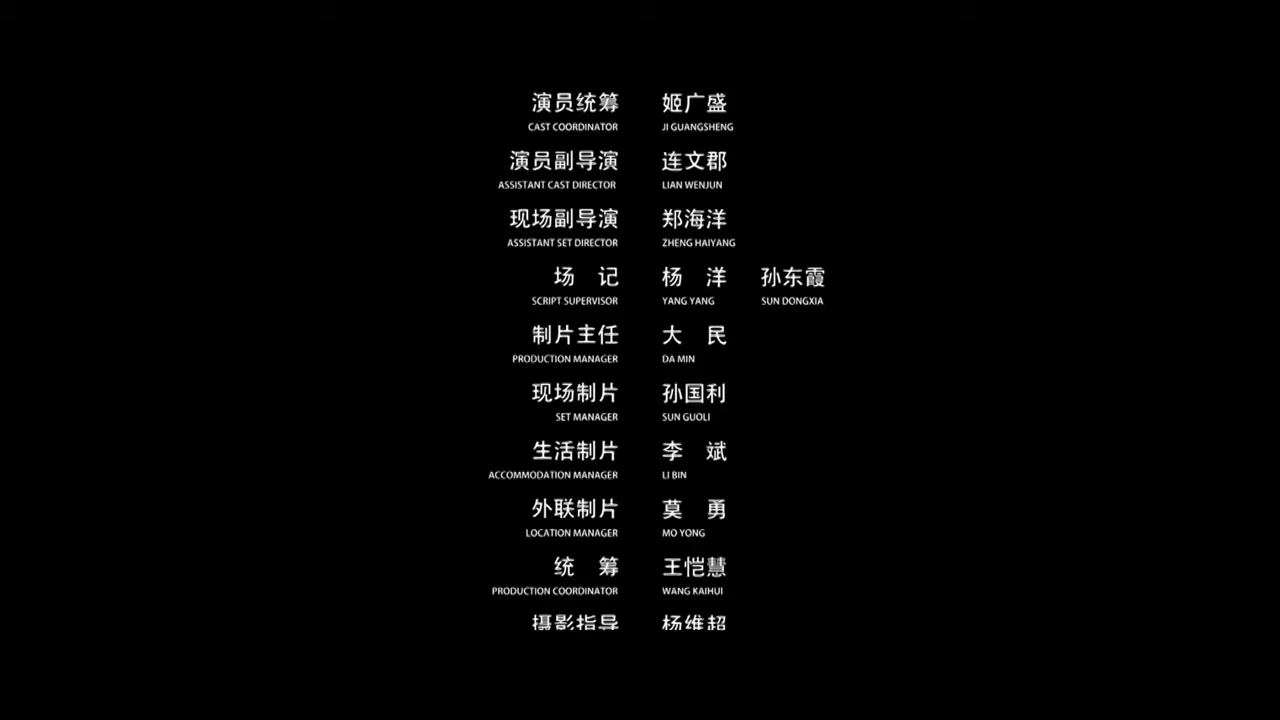 演员统筹 姬广盛
CAST COORDINATOR JI GUANGSHENG
演员副导演 连文郡
ASSISTANT CAST DIRECTOR LIAN WENJUN
现场副导演 郑海洋
ASSISTANT SET DIRECTOR ZHENG HAIYANG
场 记 杨 洋 孙东霞
SCRIPT SUPERVISOR YANG YANG SUN DONGXIA
制片主任 大 民
PRODUCTION MANAGER DA MIN
现场制片 孙国利
SET MANAGER SUN GUOLI
生活制片 李 斌
ACCOMMODATION MANAGER LI BIN
外联制片 莫 勇
LOCATION MANAGER MO YONG
统 筹 王恺慧
PRODUCTION COORDINATOR WANG KAIHUI
摄影指导 杨维超